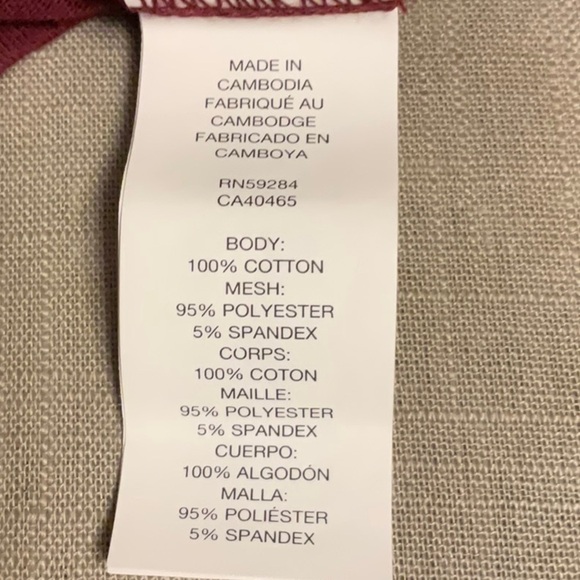 MADE IN
CAMBODIA
FABRIQUÉ AU
CAMBODGE
FABRICADO EN
CAMBOYA
RN59284
CA40465
BODY:
100% COTTON
MESH:
95% POLYESTER
5% SPANDEX
CORPS:
100% COTON
MAILLE:
95% POLYESTER
5% SPANDEX
CUERPO:
100% ALGODÓN
MALLA:
95% POLIÉSTER
5% SPANDEX